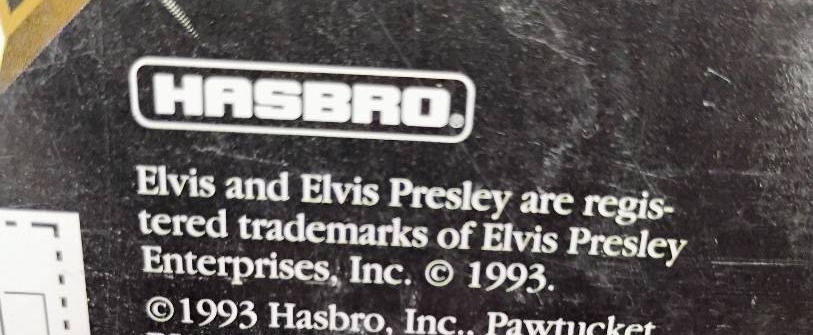 HASBRO®
Elvis and Elvis Presley are regis-
tered trademarks of Elvis Presley
Enterprises, Inc. © 1993.
©1993 Hasbro, Inc., Pawtucket